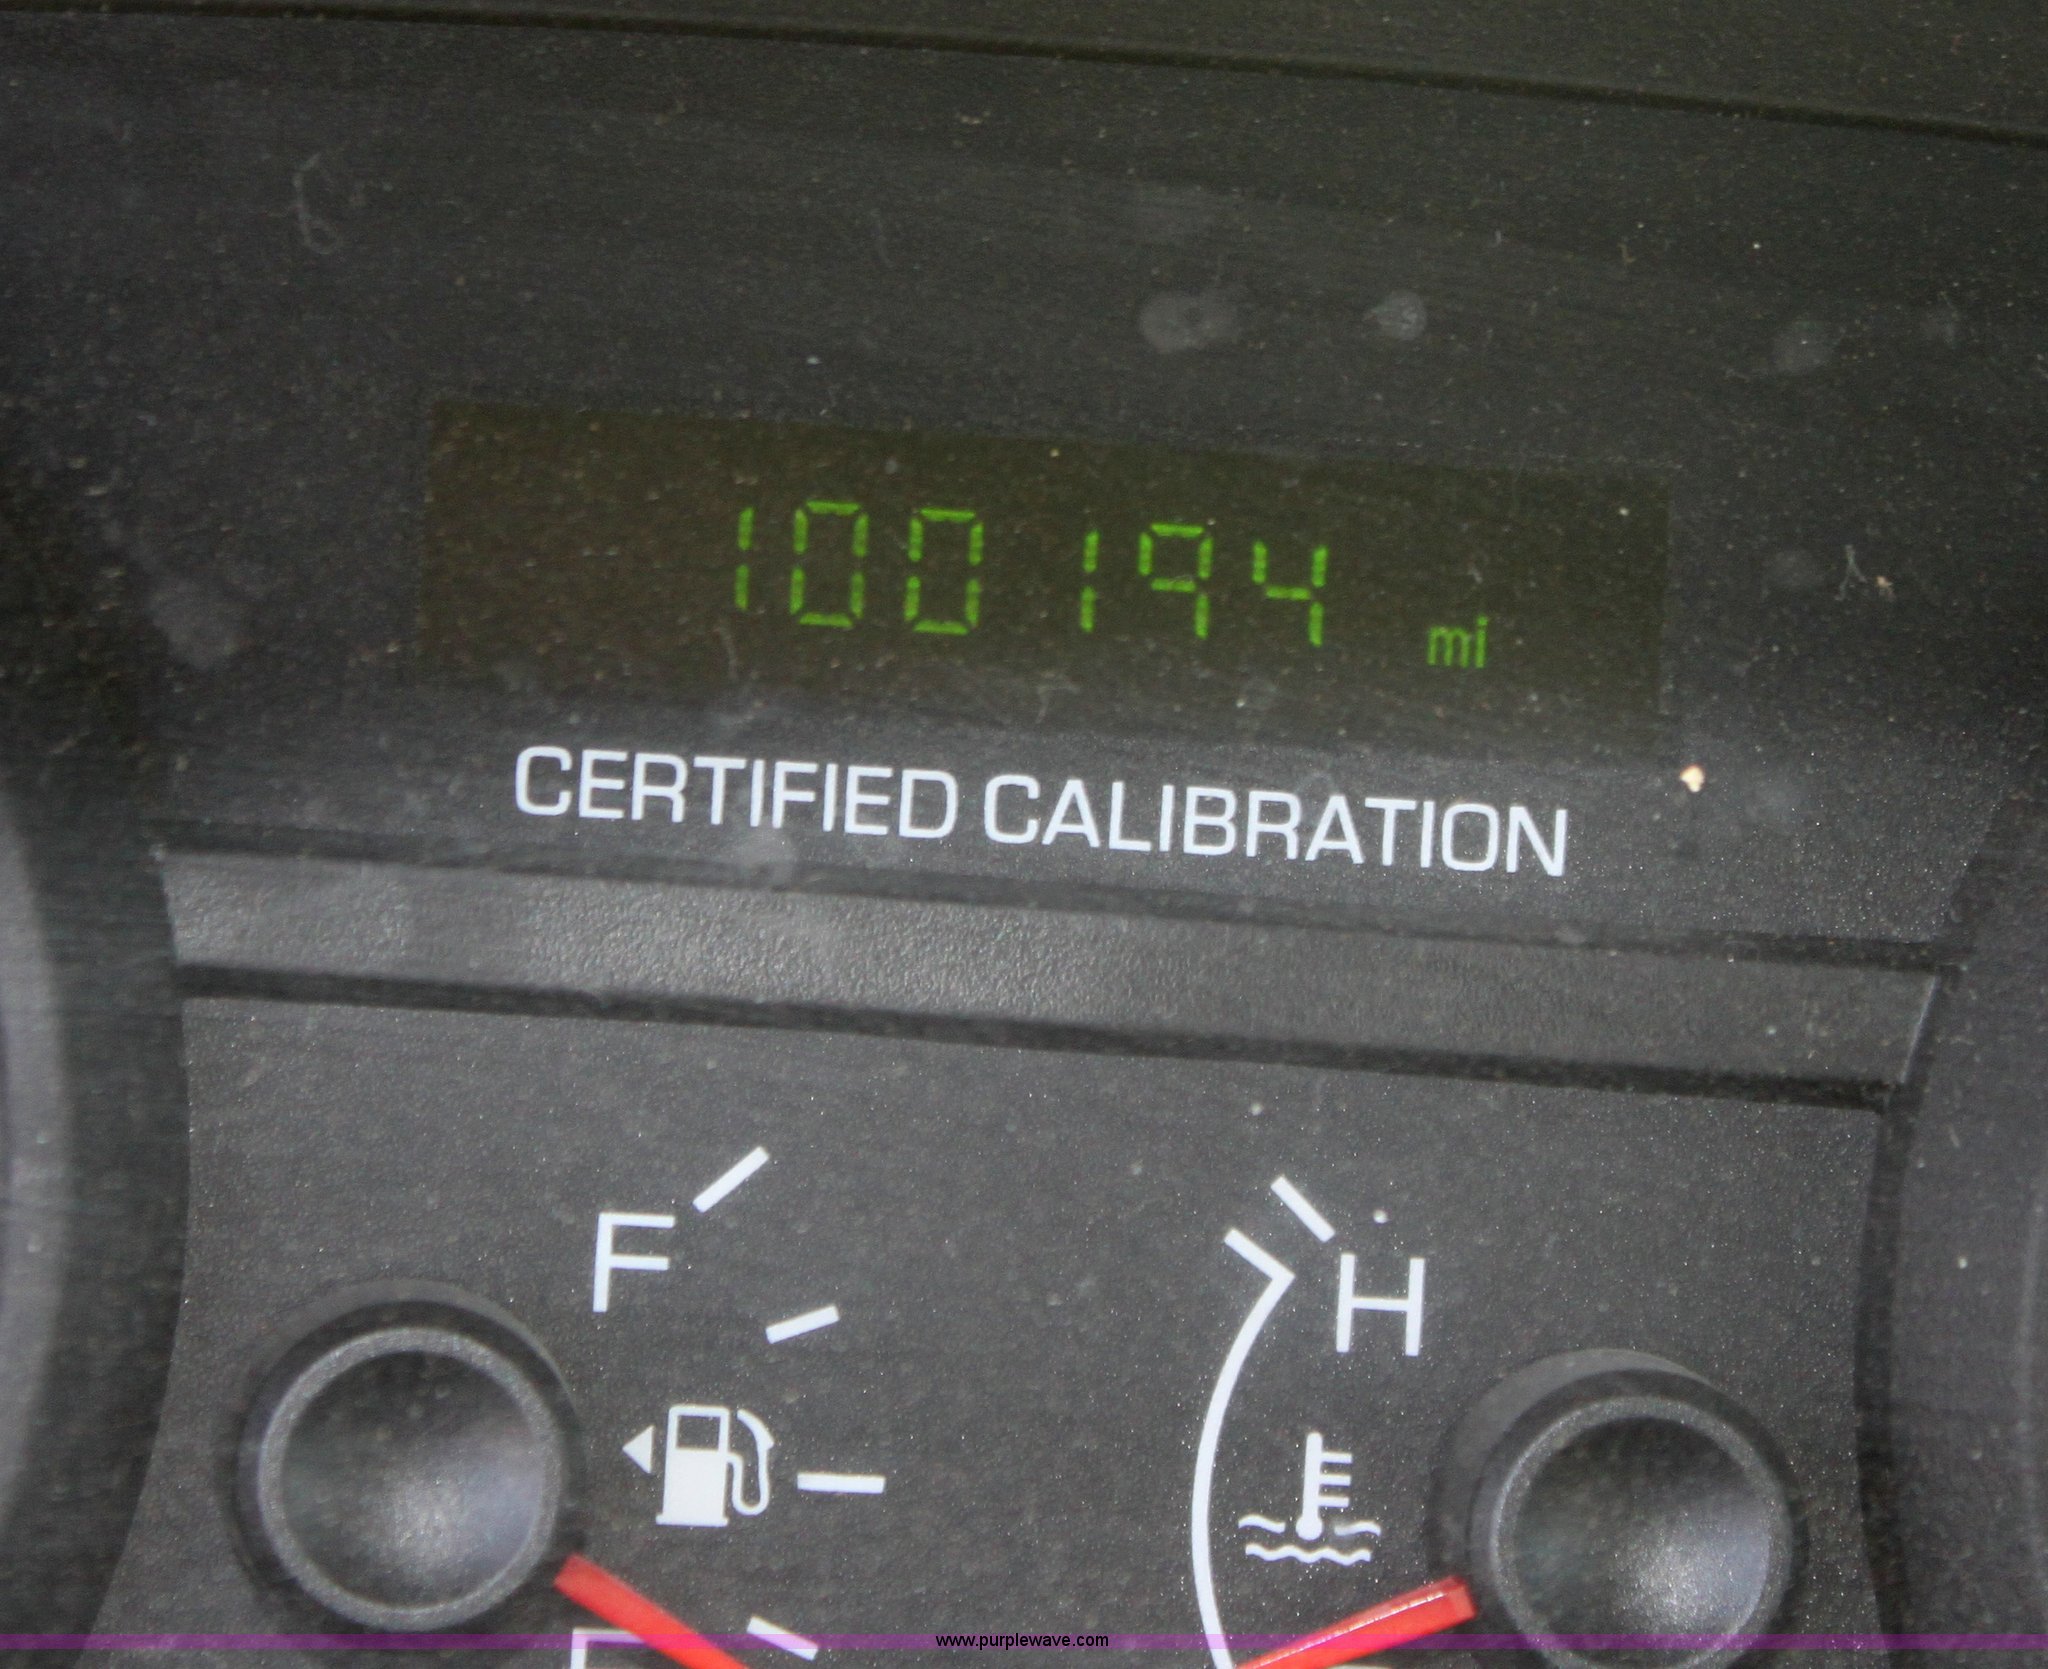 100194 mi
CERTIFIED CALIBRATION
F
H
www.purplewave.com